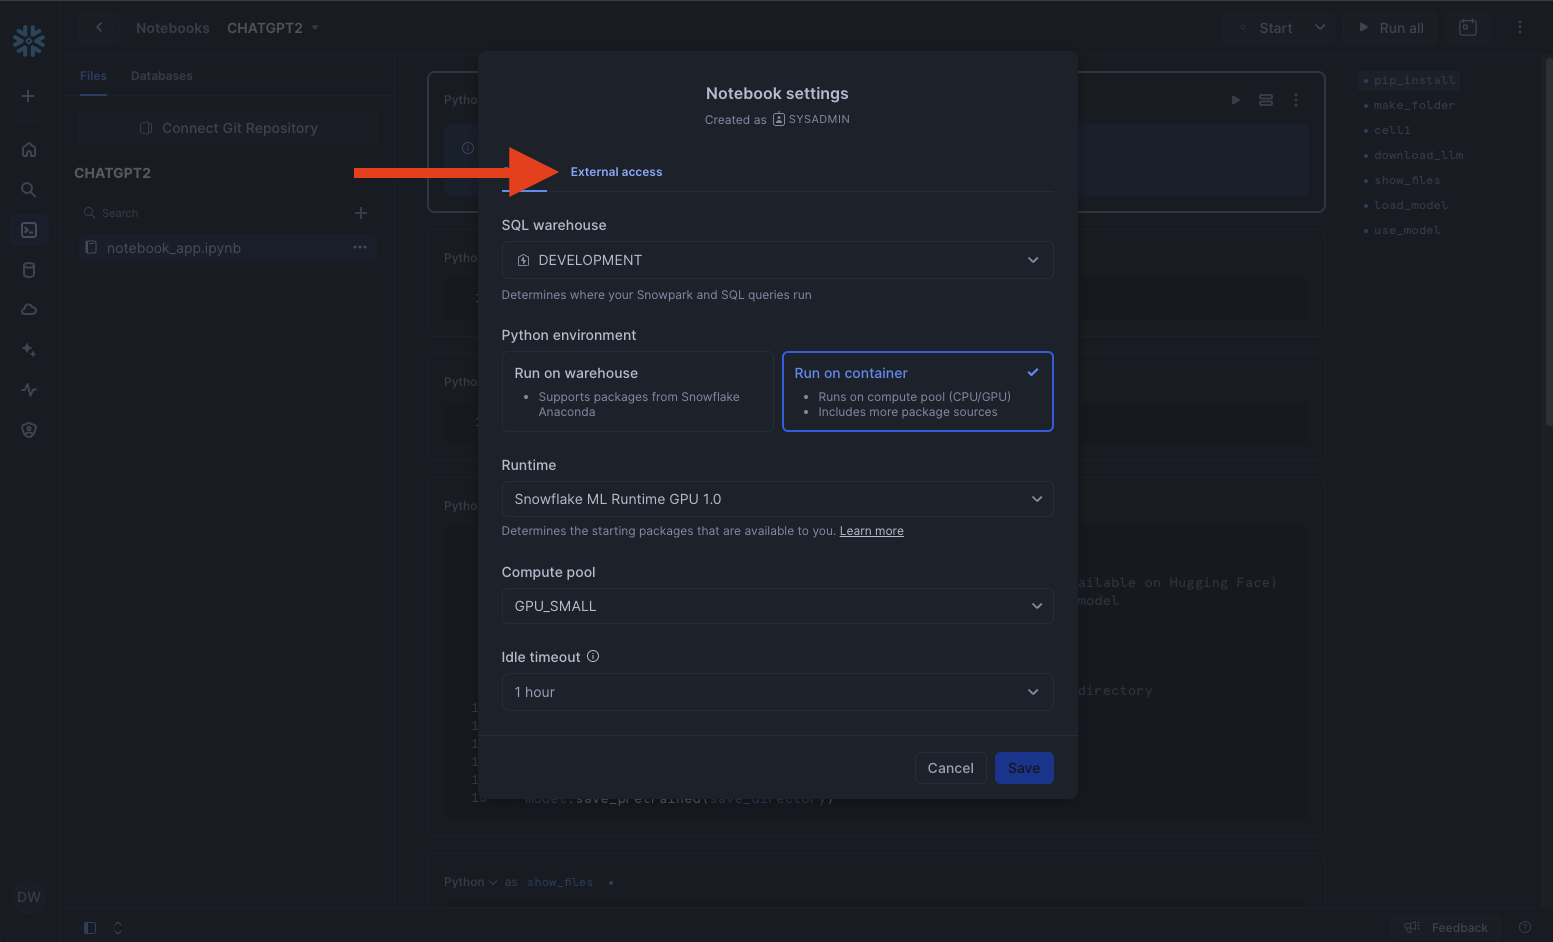 Notebooks CHATGPT2
Start
Run all
Files Databases
Connect Git Repository
CHATGPT2
Search
notebook_app.ipynb
DW
Notebook settings
Created as SYSADMIN
External access
SQL warehouse
DEVELOPMENT
Determines where your Snowpark and SQL queries run
Python environment
Run on warehouse
Supports packages from Snowflake
Anaconda
Run on container
Runs on compute pool (CPU/GPU)
Includes more package sources
Runtime
Snowflake ML Runtime GPU 1.0
Determines the starting packages that are available to you. Learn more
Compute pool
GPU_SMALL
Idle timeout
1 hour
Cancel
Save
Pytho
Pytho
Pytho
Pytho
ailable on Hugging Face)
model
directory
model.save_pretrained(save_directory)
Python as show_files
pip_install
make_folder
cell1
download_llm
show_files
load_model
use_model
Feedback